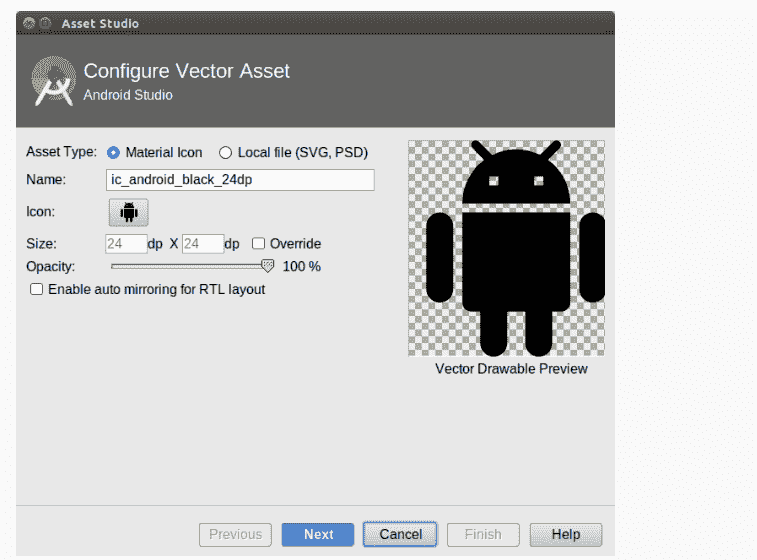 Asset Studio
Configure Vector Asset
Android Studio
Asset Type: Material Icon Local file (SVG, PSD)
Name: ic_android_black_24dp
Icon:
Size: 24 dp X 24 dp Override
Opacity: 100 %
Enable auto mirroring for RTL layout
Vector Drawable Preview
Previous Next Cancel Finish Help